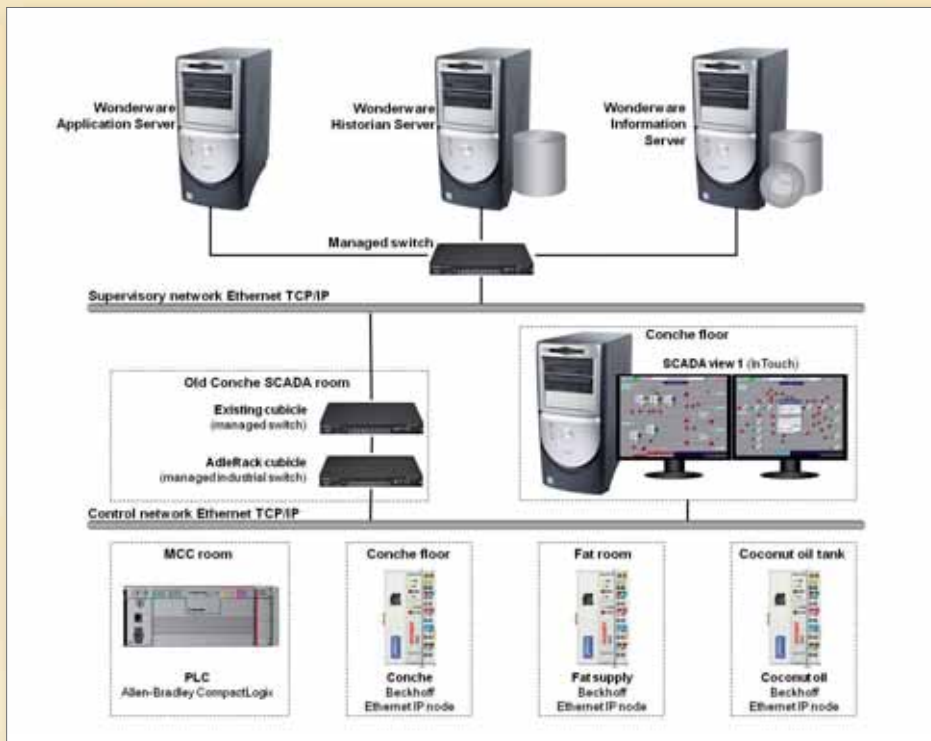 Wonderware
Application Server
Wonderware
Historian Server
Wonderware
Information
Server
Managed switch
Supervisory network Ethernet TCP/IP
Conche floor
SCADA view 1 (InTouch)
Old Conche SCADA room
Existing cubicle
(managed switch)
AdleRack cubicle
(managed industrial switch)
Control network Ethernet TCP/IP
MCC room
Conche floor
Fat room
Coconut oil tank
PLC
Allen-Bradley CompactLogix
Conche
Beckhoff
Ethernet IP node
Fat supply
Beckhoff
Ethernet IP node
Coconut oil
Beckhoff
Ethernet IP node